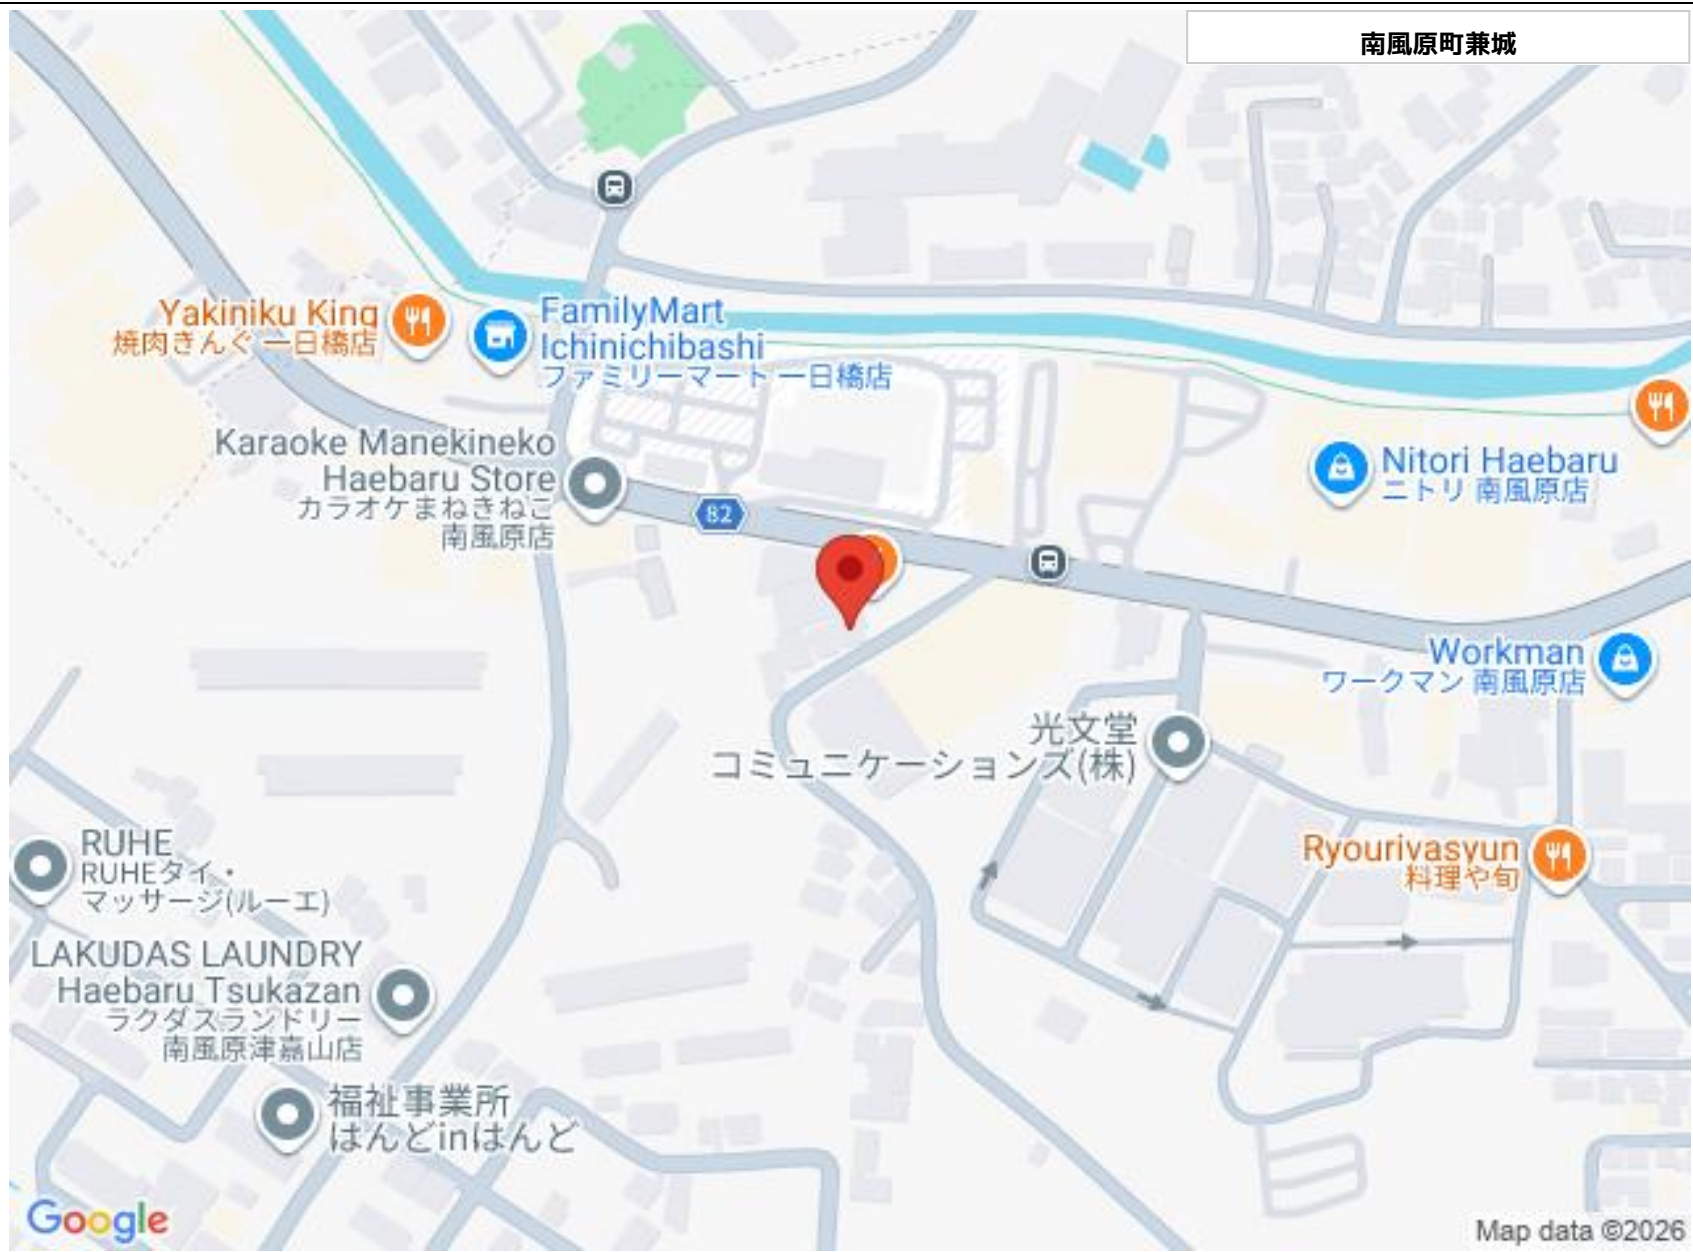 南風原町兼城
Yakiniku King
焼肉きんぐ 一日橋店
FamilyMart
Ichinichibashi
ファミリーマート 一日橋店
Karaoke Manekineko
Haebaru Store
カラオケまねきねこ
南風原店
82
Nitori Haebaru
ニトリ 南風原店
Workman
ワークマン 南風原店
光文堂
コミュニケーションズ(株)
RUHE
RUHEタイ・
マッサージ(ルーエ)
Ryourivasyun
料理や旬
LAKUDAS LAUNDRY
Haebaru Tsukazan
ラクダスランドリー
南風原津嘉山店
福祉事業所
はんどinはんど
Google
Map data ©2026